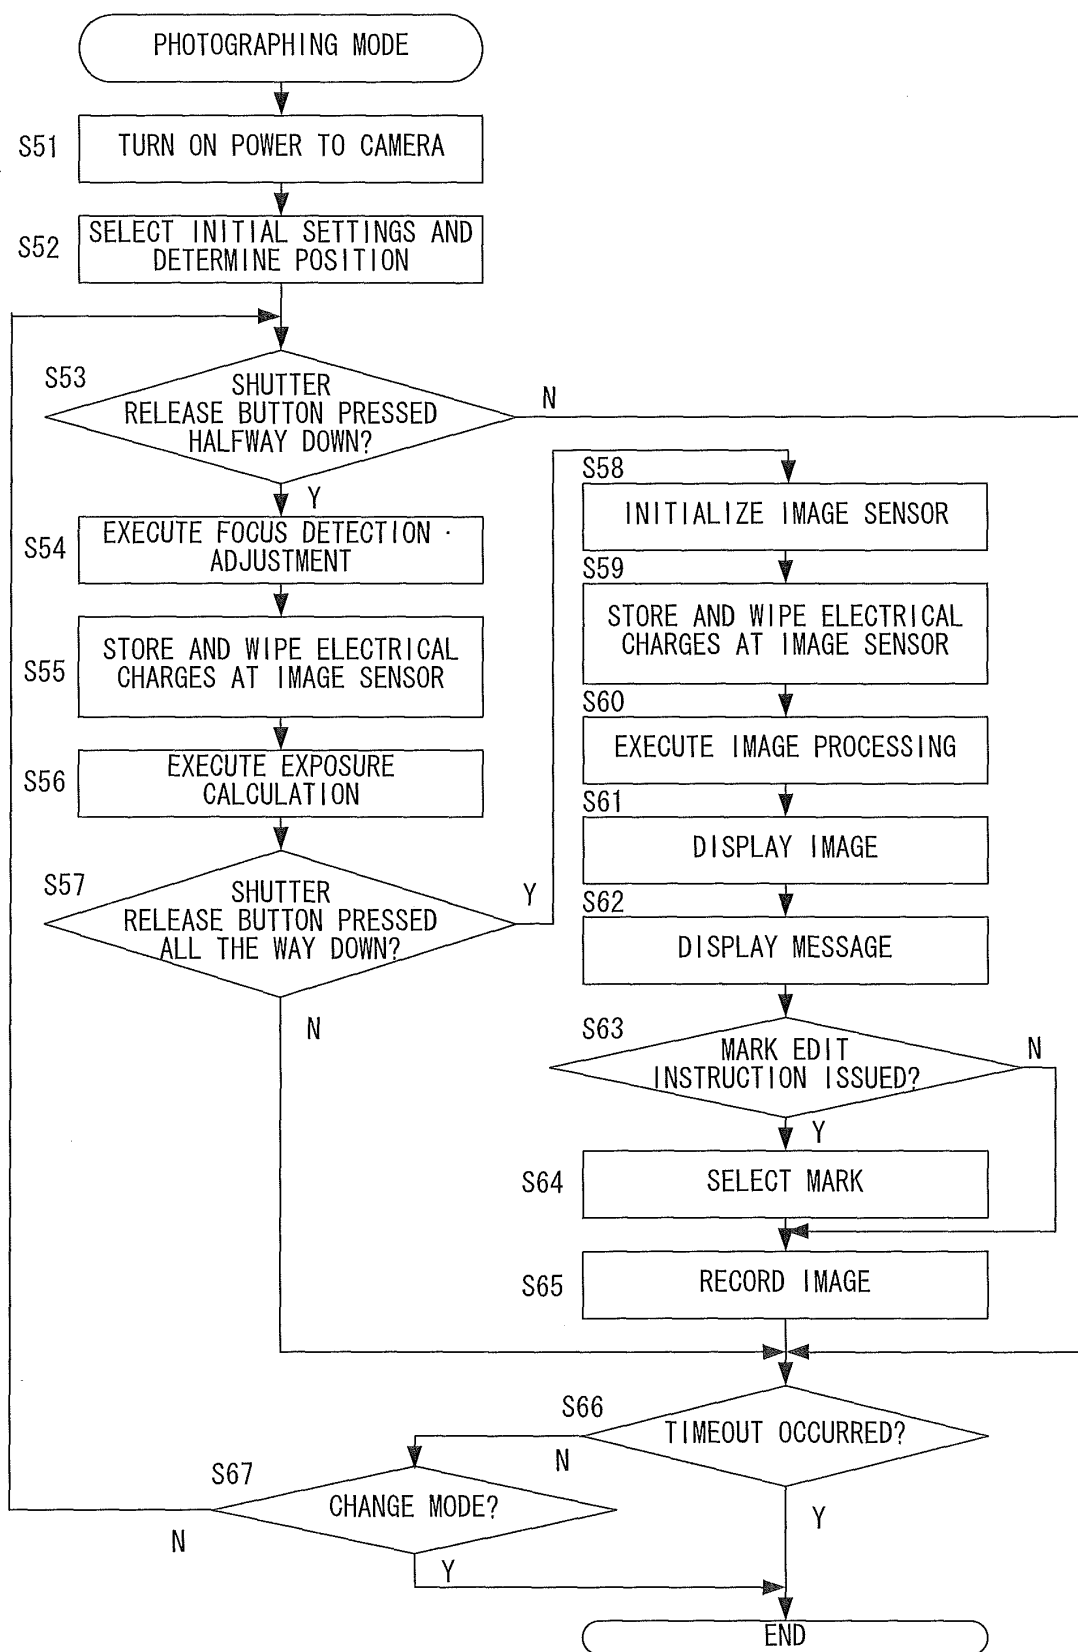 PHOTOGRAPHING MODE
S51
TURN ON POWER TO CAMERA
S52
SELECT INITIAL SETTINGS AND
DETERMINE POSITION
S53
SHUTTER
RELEASE BUTTON PRESSED
HALFWAY DOWN?
N
Y
S54
EXECUTE FOCUS DETECTION ·
ADJUSTMENT
S55
STORE AND WIPE ELECTRICAL
CHARGES AT IMAGE SENSOR
S56
EXECUTE EXPOSURE
CALCULATION
S57
SHUTTER
RELEASE BUTTON PRESSED
ALL THE WAY DOWN?
Y
N
S58
INITIALIZE IMAGE SENSOR
S59
STORE AND WIPE ELECTRICAL
CHARGES AT IMAGE SENSOR
S60
EXECUTE IMAGE PROCESSING
S61
DISPLAY IMAGE
S62
DISPLAY MESSAGE
S63
MARK EDIT
INSTRUCTION ISSUED?
N
Y
S64
SELECT MARK
S65
RECORD IMAGE
S66
TIMEOUT OCCURRED?
N
Y
S67
CHANGE MODE?
N
Y
END